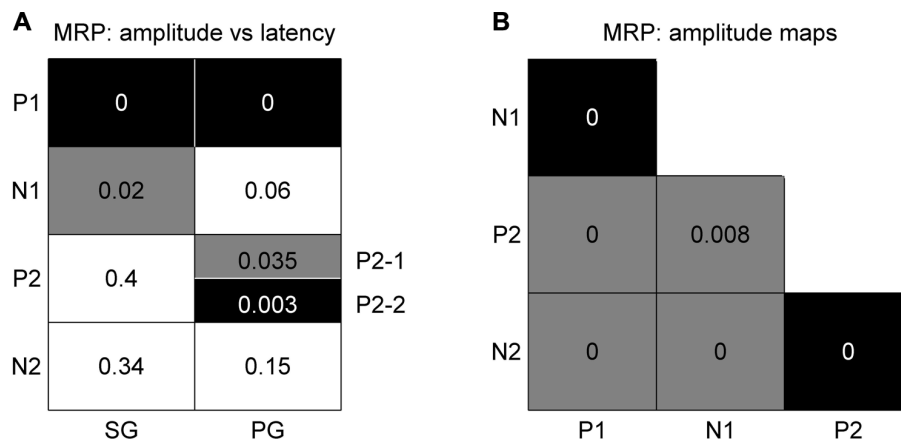 A
MRP: amplitude vs latency
P1
0
0
N1
0.02
0.06
P2
0.4
0.035
P2-1
0.003
P2-2
N2
0.34
0.15
SG
PG
B
MRP: amplitude maps
N1
0
P2
0
0.008
N2
0
0
0
P1
N1
P2